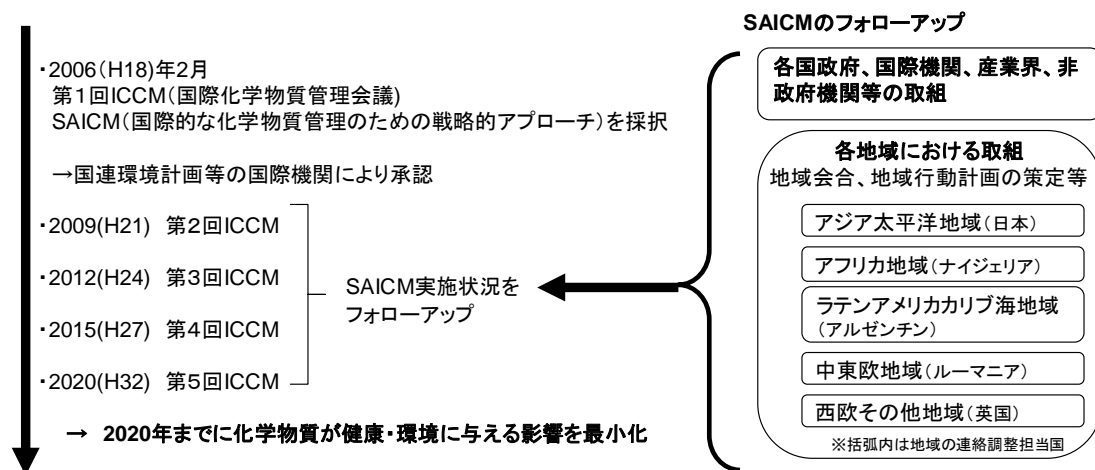 ・2006(H18)年2月
第1回ICCM(国際化学物質管理会議)
SAICM(国際的な化学物質管理のための戦略的アプローチ)を採択
→国連環境計画等の国際機関により承認
・2009(H21) 第2回ICCM
・2012(H24) 第3回ICCM
・2015(H27) 第4回ICCM
・2020(H32) 第5回ICCM
SAICM実施状況を
フォローアップ
→ 2020年までに化学物質が健康・環境に与える影響を最小化
SAICMのフォローアップ
各国政府、国際機関、産業界、非
政府機関等の取組
各地域における取組
地域会合、地域行動計画の策定等
アジア太平洋地域(日本)
アフリカ地域(ナイジェリア)
ラテンアメリカカリブ海地域
(アルゼンチン)
中東欧地域(ルーマニア)
西欧その他地域(英国)
※括弧内は地域の連絡調整担当国